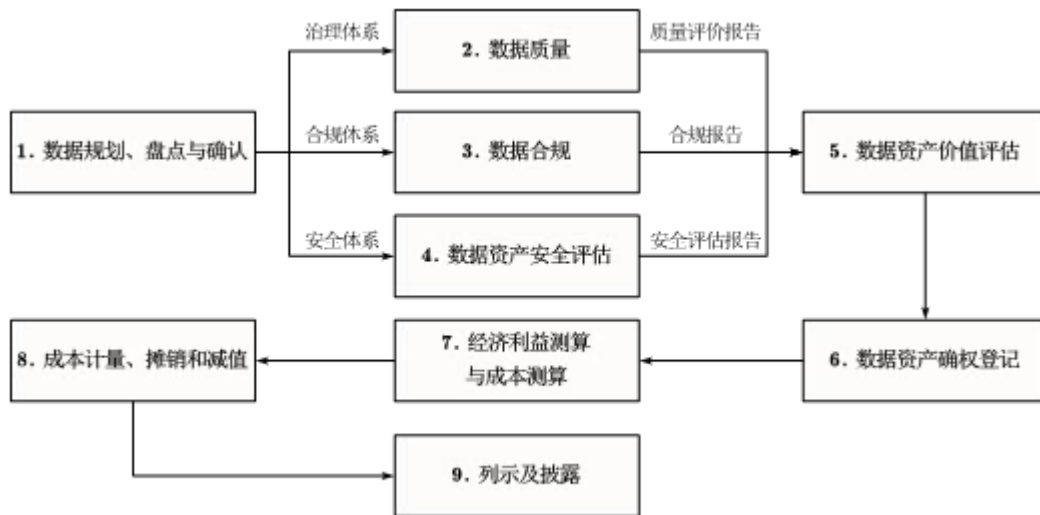 治理体系
2. 数据质量
质量评价报告
1. 数据规划、盘点与确认
合规体系
3. 数据合规
合规报告
5. 数据资产价值评估
安全体系
4. 数据资产安全评估
安全评估报告
6. 数据资产确权登记
7. 经济利益测算
与成本测算
8. 成本计量、摊销和减值
9. 列示及披露